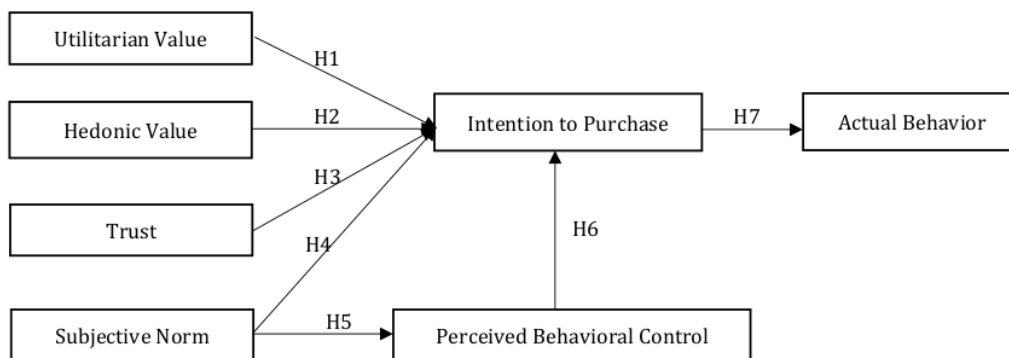 Utilitarian Value
H1
Hedonic Value
H2
Intention to Purchase
H7
Actual Behavior
H3
Trust
H4
H6
Subjective Norm
H5
Perceived Behavioral Control